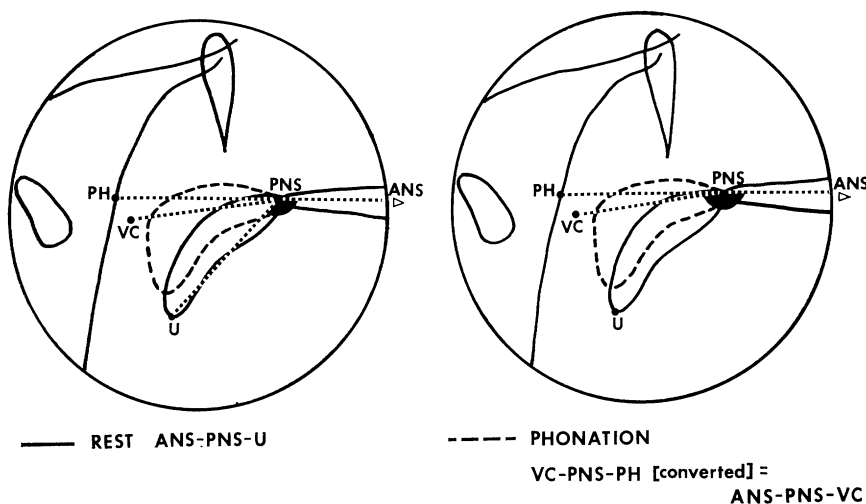 PH
PNS
ANS
VC
U
PH
PNS
ANS
VC
U
REST ANS-PNS-U
PHONATION
VC-PNS-PH [converted] =
ANS-PNS-VC